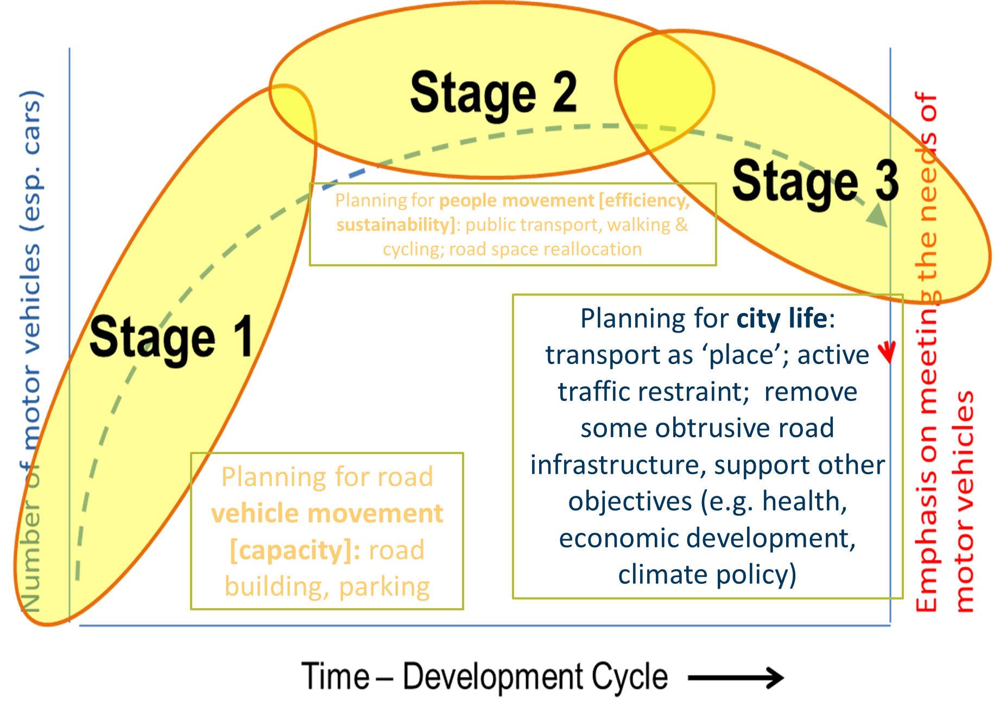 Number of motor vehicles (esp. cars)
Stage 1
Stage 2
Stage 3
Planning for people movement [efficiency,
sustainability]: public transport, walking &
cycling; road space reallocation
Planning for road
vehicle movement
[capacity]: road
building, parking
Planning for city life:
transport as ‘place’; active
traffic restraint;  remove
some obtrusive road
infrastructure, support other
objectives (e.g. health,
economic development,
climate policy)
Emphasis on meeting the needs of
motor vehicles
Time – Development Cycle